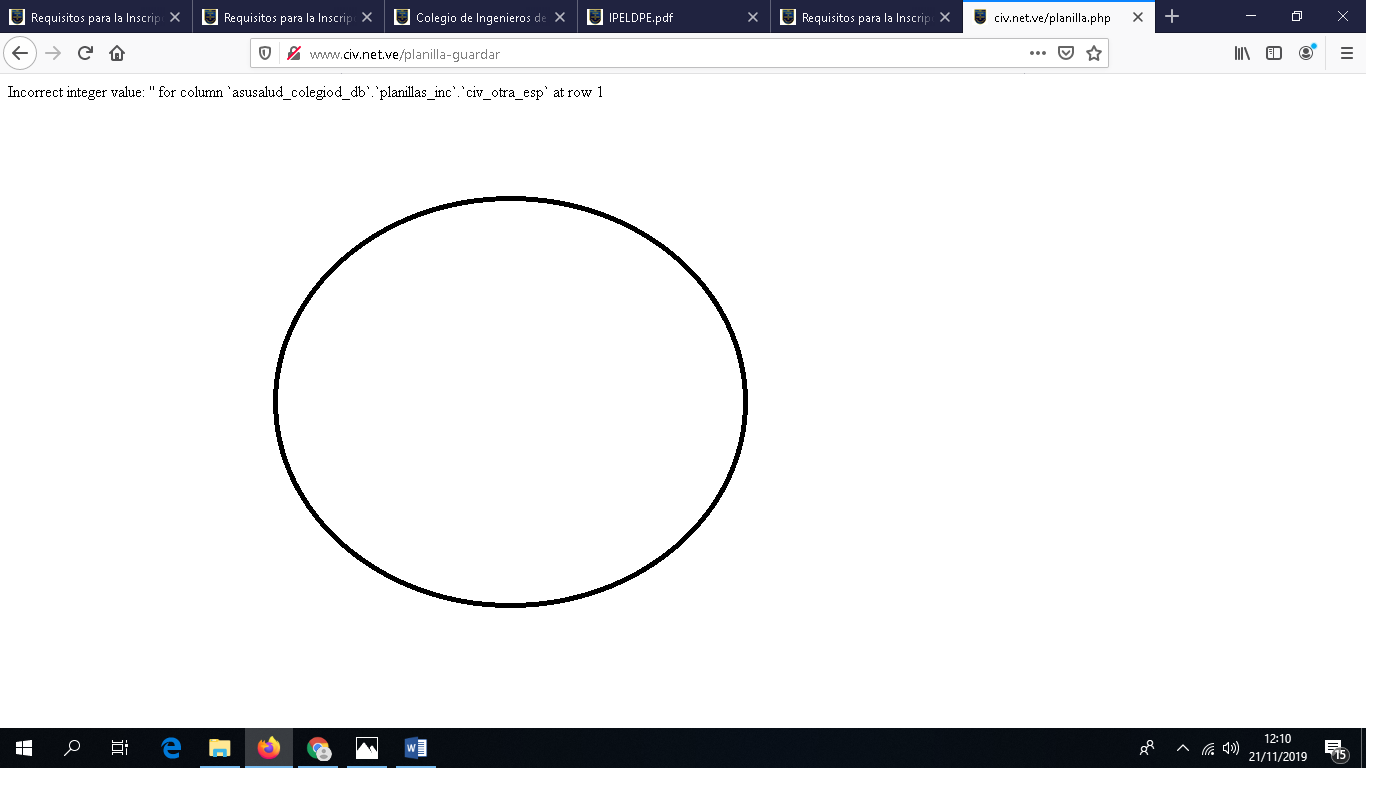 Requisitos para la Inscrip
Requisitos para la Inscrip
Colegio de Ingenieros de
IPELDPE.pdf
Requisitos para la Inscrip
civ.net.ve/planilla.php
www.civ.net.ve/planilla-guardar
Incorrect integer value: '' for column `asusalud_colegiod_db`.`planillas_inc`.`civ_otra_esp` at row 1
12:10
21/11/2019
15